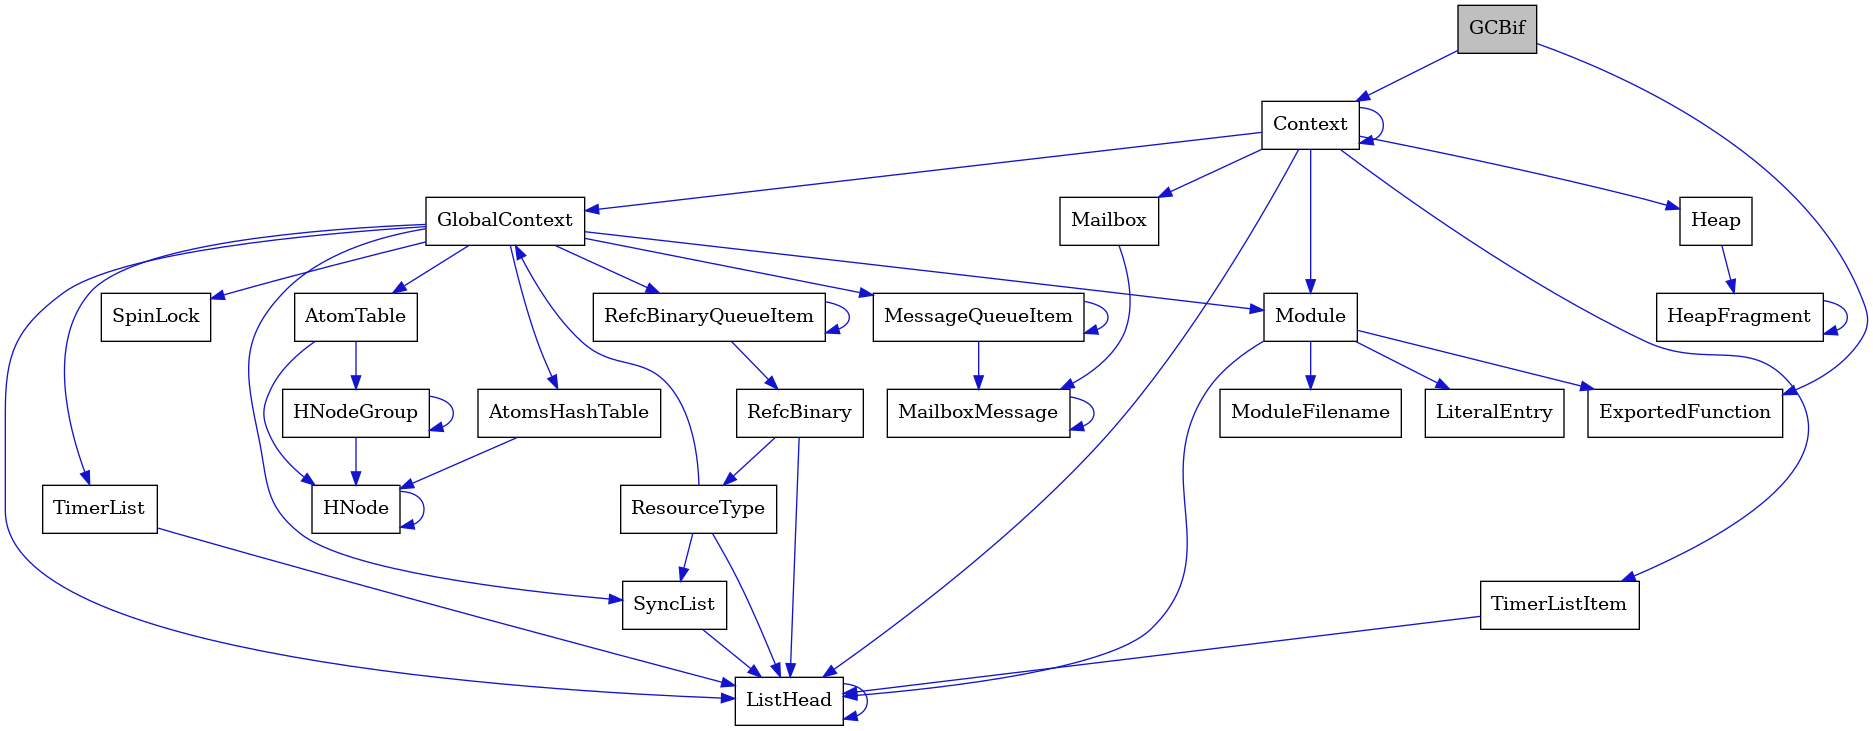 GCBif
Context
GlobalContext
Mailbox
Heap
SpinLock
AtomTable
RefcBinaryQueueItem
MessageQueueItem
Module
HeapFragment
HNodeGroup
AtomsHashTable
RefcBinary
MailboxMessage
ModuleFilename
LiteralEntry
ExportedFunction
TimerList
HNode
ResourceType
SyncList
TimerListItem
ListHead